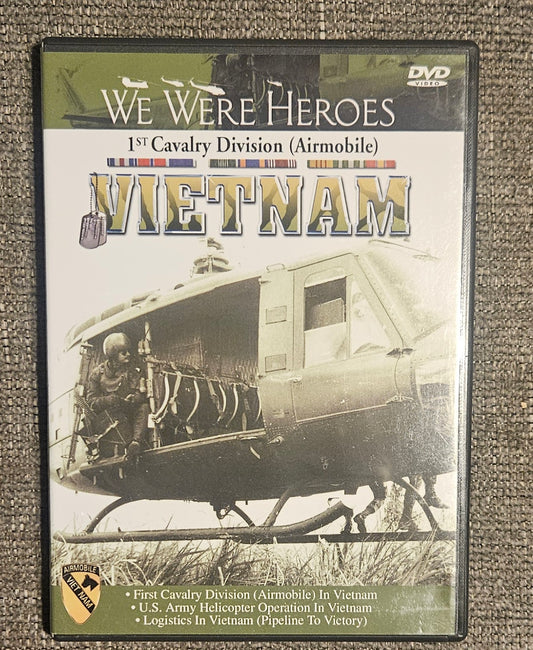 DVD
VIDEO
WE WERE HEROES
1ST Cavalry Division (Airmobile)
VIETNAM
AIRMOBILE
VIET NAM
• First Cavalry Division (Airmobile) In Vietnam
• U.S. Army Helicopter Operation In Vietnam
• Logistics In Vietnam (Pipeline To Victory)